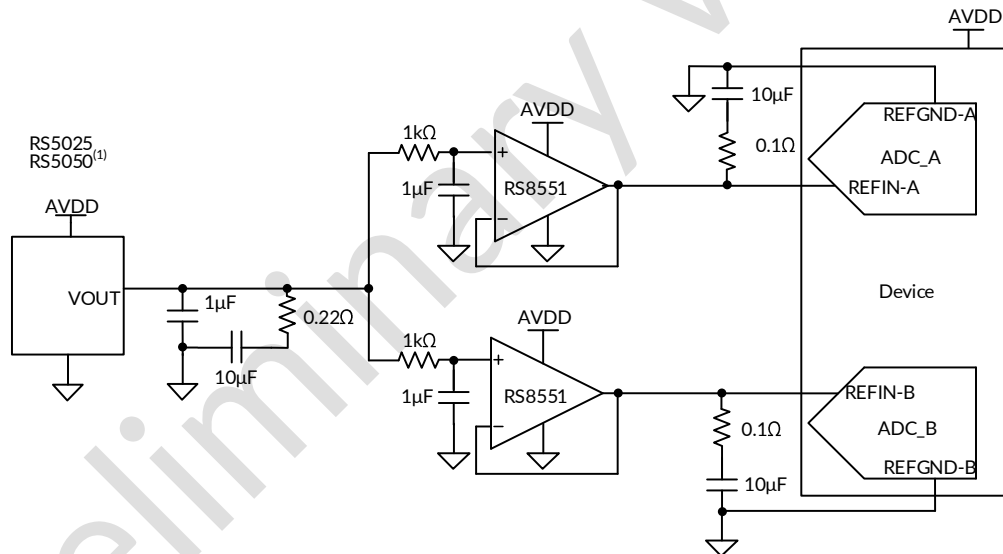 AVDD
10µF
REFGND-A
AVDD
0.1Ω
ADC_A
RS5025
RS5050(1)
1kΩ
+
1µF
RS8551
REFIN-A
AVDD
−
VOUT
1µF
0.22Ω
Device
10µF
AVDD
1kΩ
+
1µF
RS8551
REFIN-B
0.1Ω
ADC_B
−
REFGND-B
10µF
eliminary v